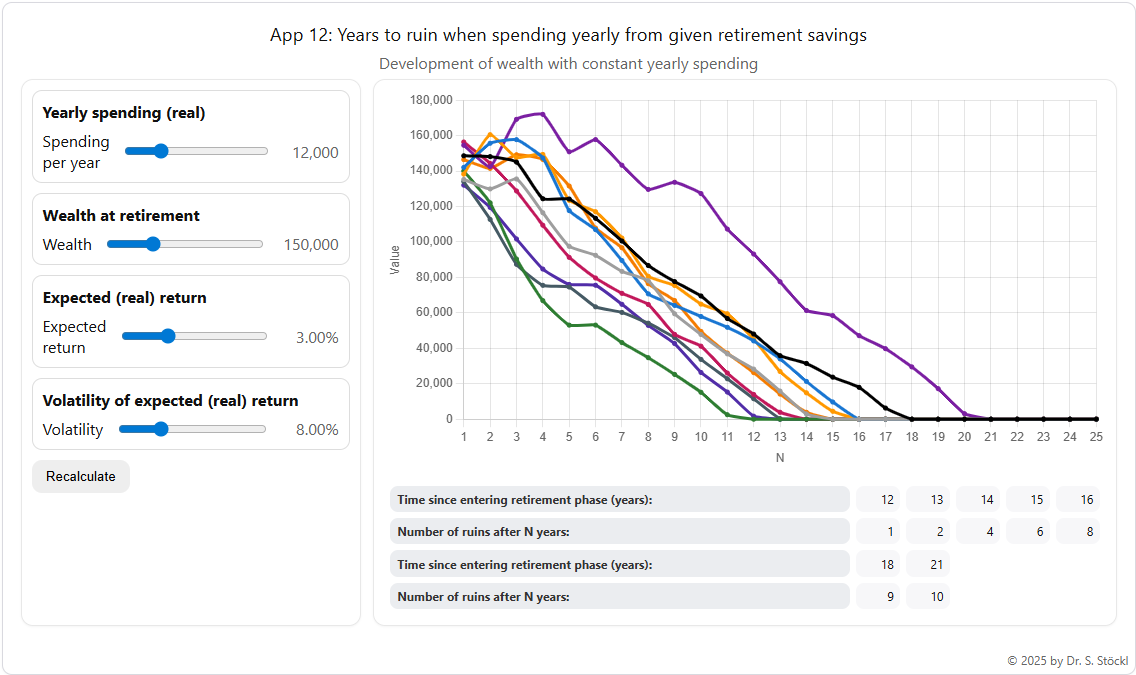 App 12: Years to ruin when spending yearly from given retirement savings
Development of wealth with constant yearly spending
Yearly spending (real)
Spending
per year
12,000
Wealth at retirement
Wealth
150,000
Expected (real) return
Expected
return
3.00%
Volatility of expected (real) return
Volatility
8.00%
Recalculate
180,000
160,000
140,000
120,000
100,000
80,000
60,000
40,000
20,000
0
Value
1 2 3 4 5 6 7 8 9 10 11 12 13 14 15 16 17 18 19 20 21 22 23 24 25
N
Time since entering retirement phase (years): 12 13 14 15 16
Number of ruins after N years: 1 2 4 6 8
Time since entering retirement phase (years): 18 21
Number of ruins after N years: 9 10
© 2025 by Dr. S. Stöckl